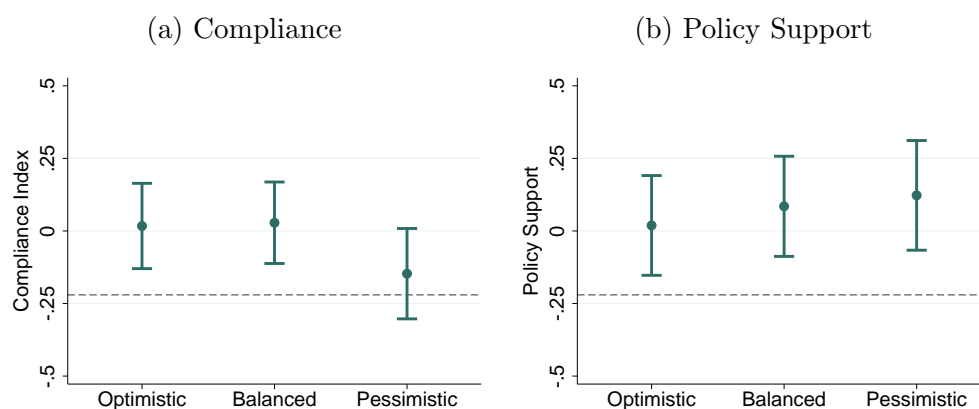 (a) Compliance
Compliance Index
.5
.25
0
-.25
-.5
Optimistic Balanced Pessimistic
(b) Policy Support
Policy Support
.5
.25
0
-.25
-.5
Optimistic Balanced Pessimistic